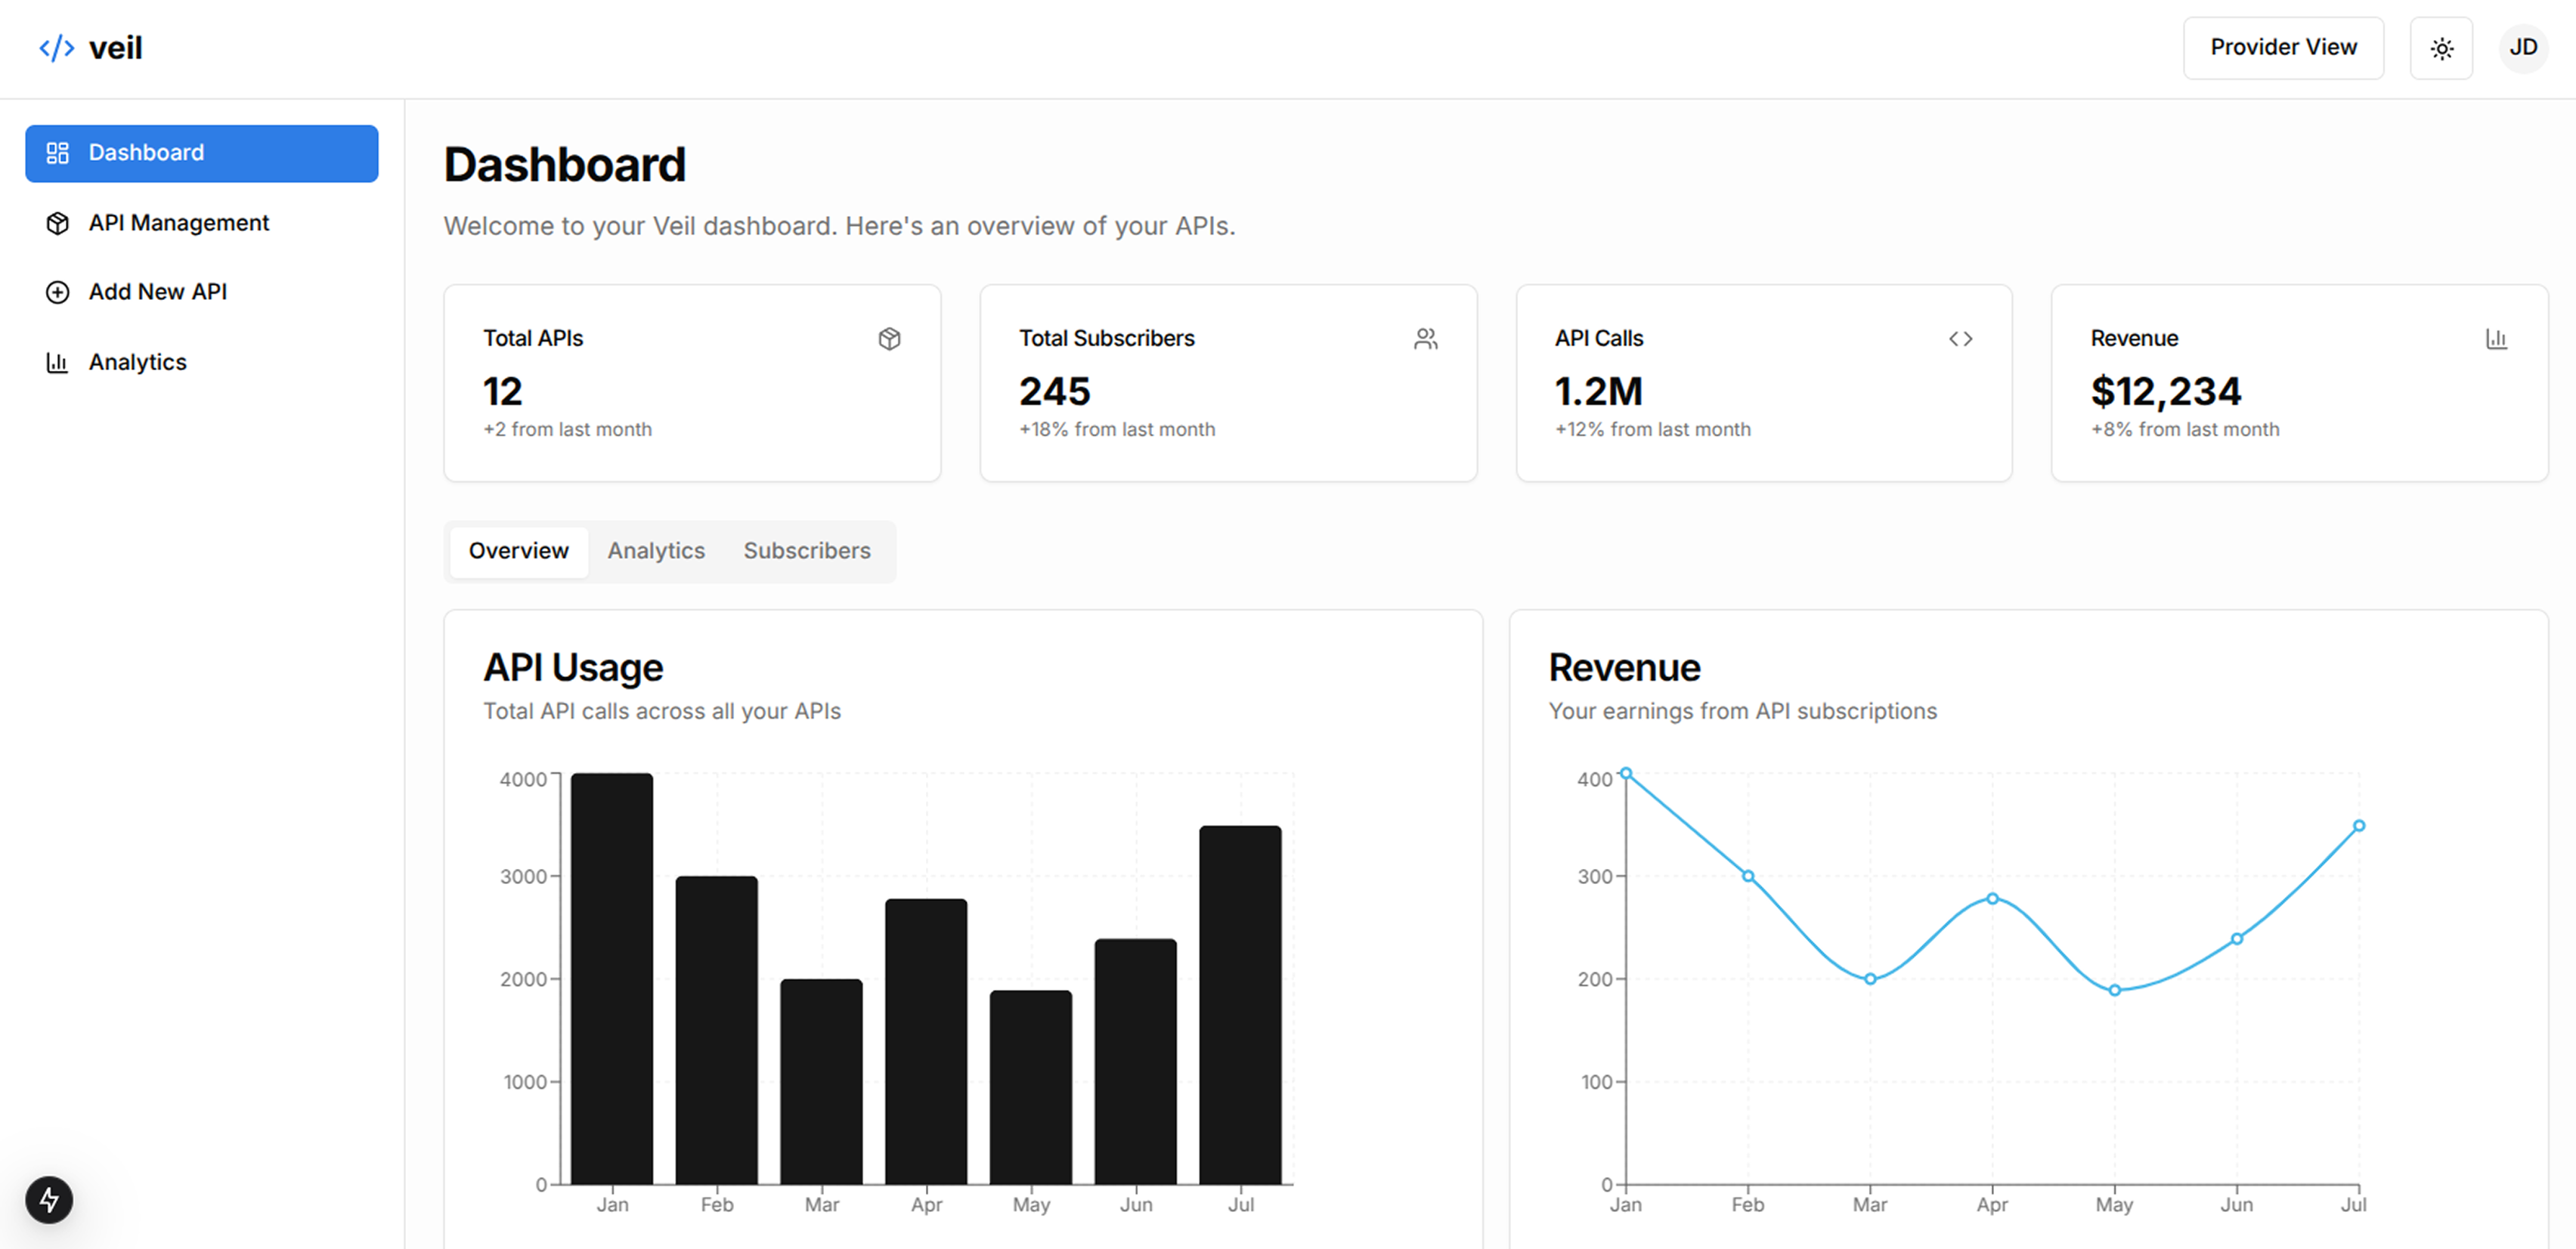 veil
Provider View
JD
Dashboard
API Management
Add New API
Analytics
Dashboard
Welcome to your Veil dashboard. Here's an overview of your APIs.
Total APIs
12
+2 from last month
Total Subscribers
245
+18% from last month
API Calls
1.2M
+12% from last month
Revenue
$12,234
+8% from last month
Overview Analytics Subscribers
API Usage
Total API calls across all your APIs
4000
3000
2000
1000
0
Jan Feb Mar Apr May Jun Jul
Revenue
Your earnings from API subscriptions
400
300
200
100
0
Jan Feb Mar Apr May Jun Jul